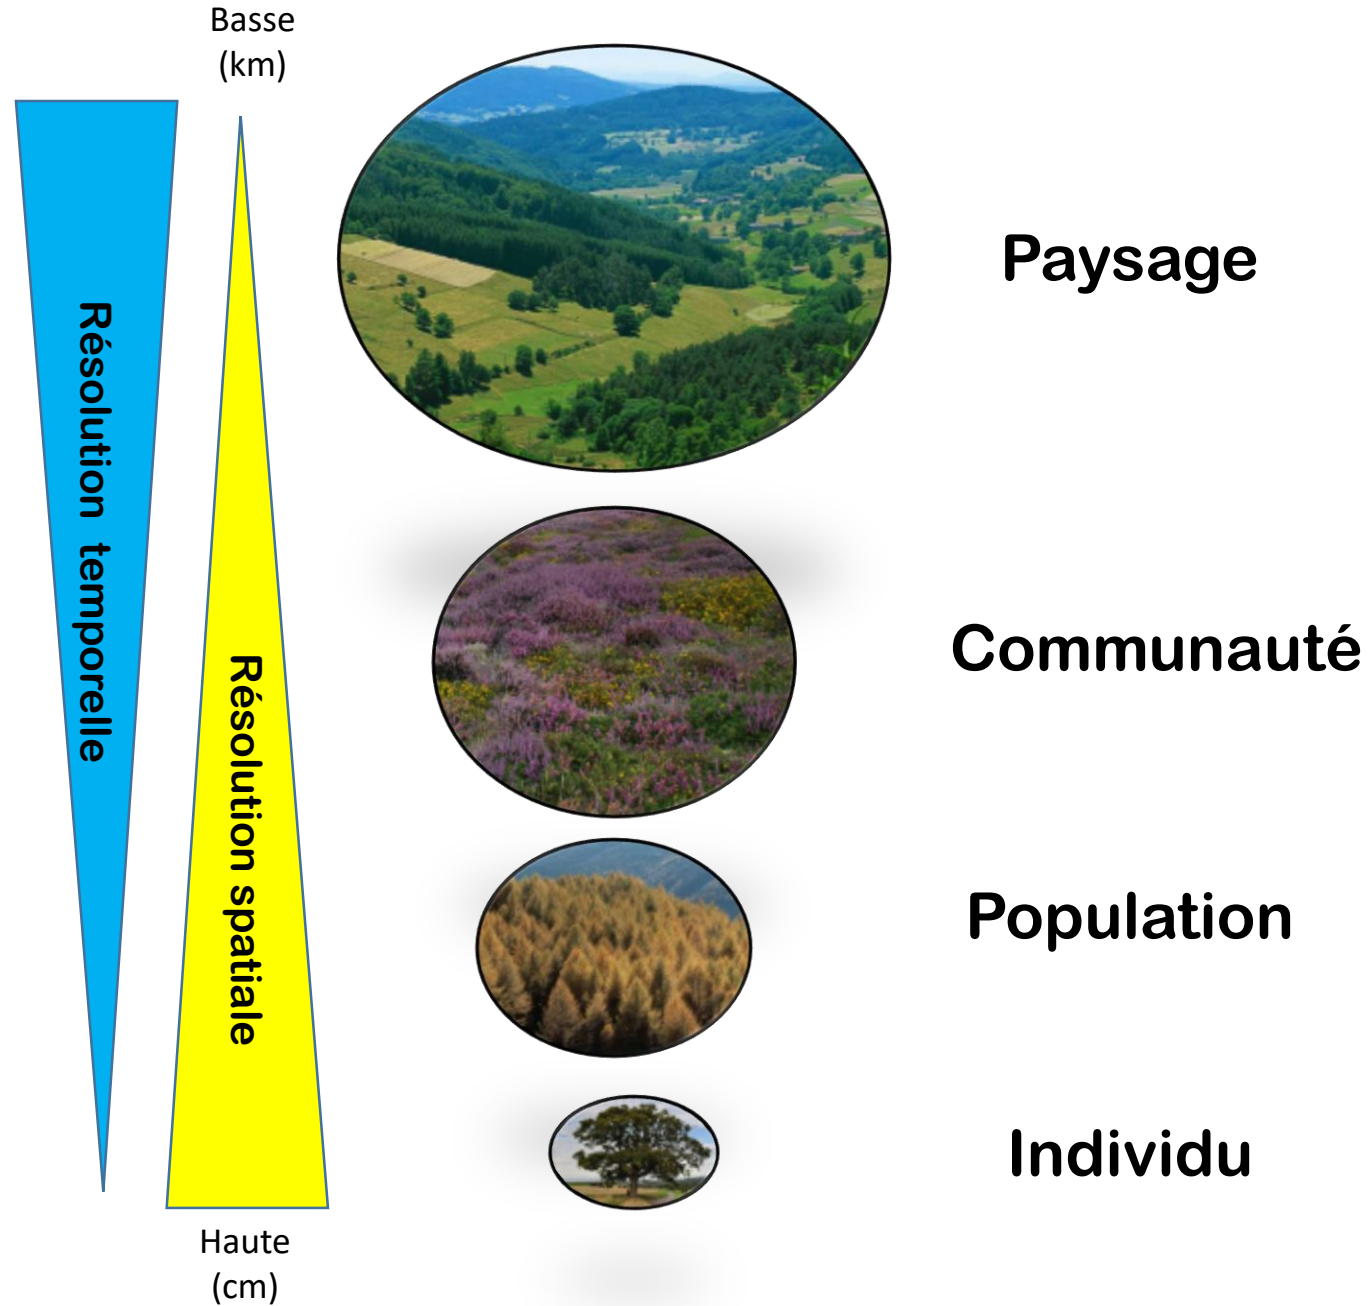 Basse
(km)
Résolution temporelle
Résolution spatiale
Paysage
Communauté
Population
Individu
Haute
(cm)